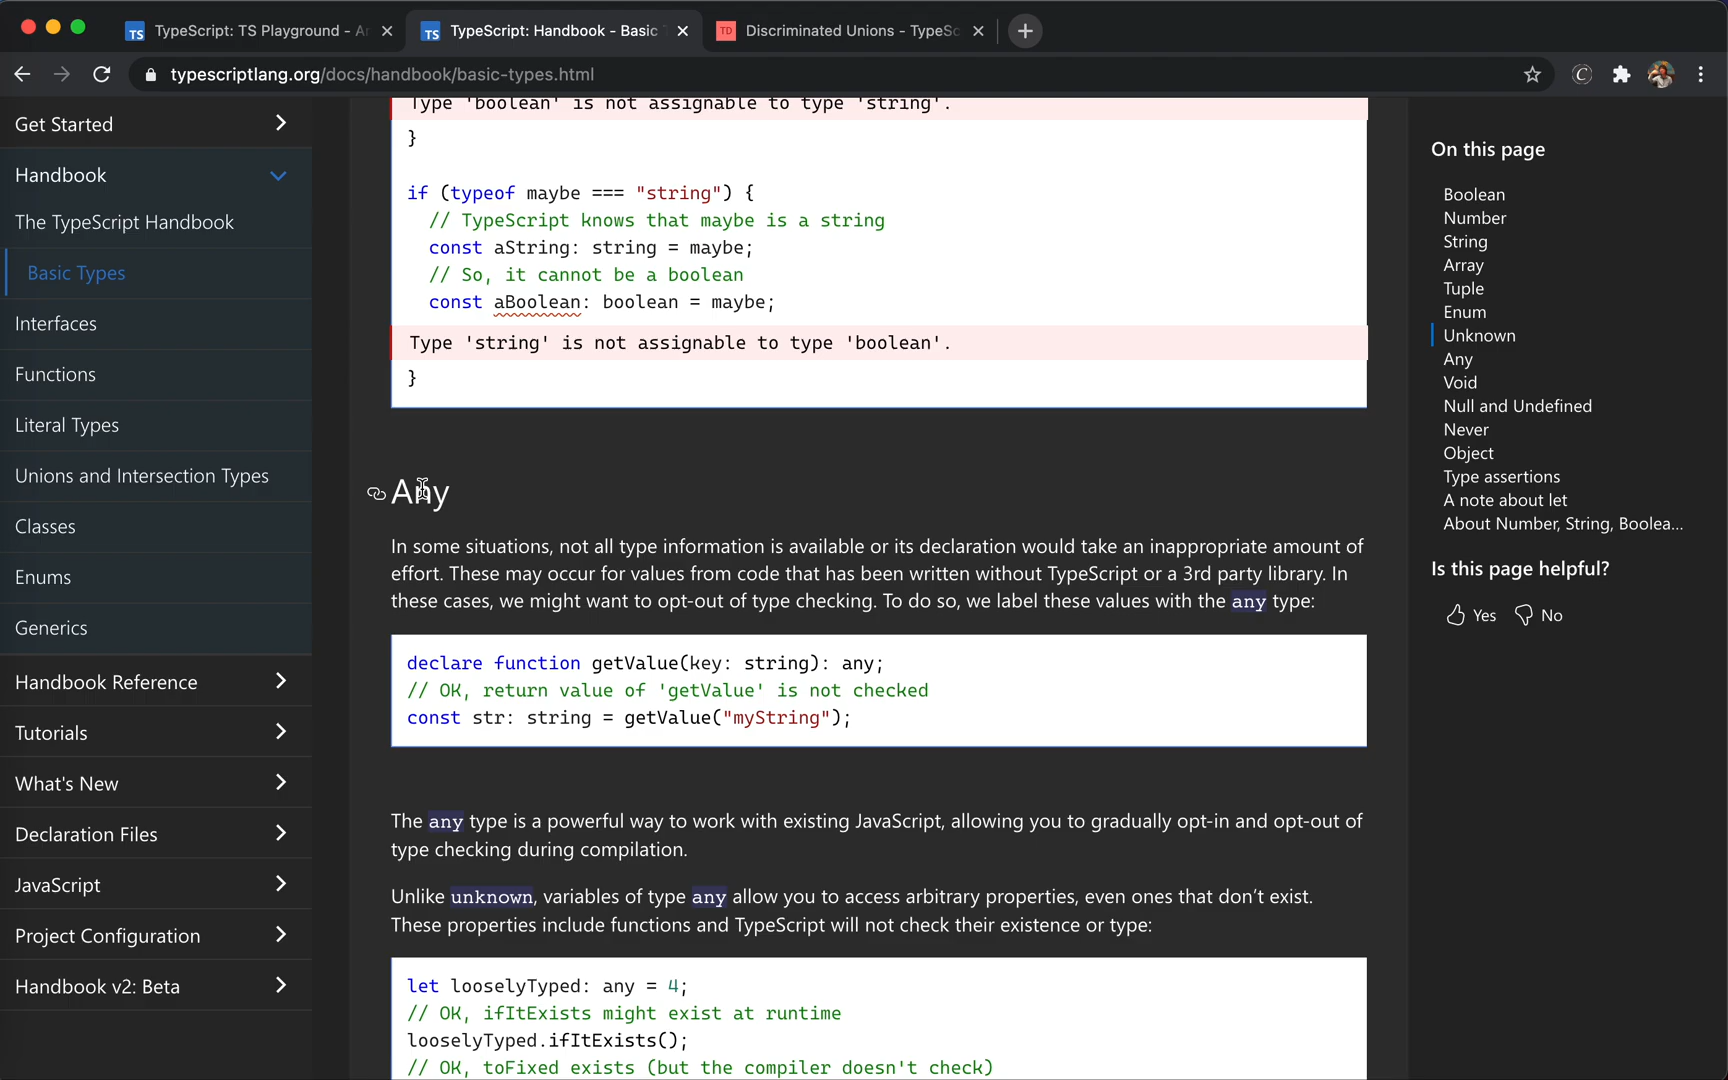 TypeScript: TS Playground - A
TypeScript: Handbook - Basic
Discriminated Unions - TypeSc
typescriptlang.org/docs/handbook/basic-types.html
Get Started
Handbook
The TypeScript Handbook
Basic Types
Interfaces
Functions
Literal Types
Unions and Intersection Types
Classes
Enums
Generics
Handbook Reference
Tutorials
What's New
Declaration Files
JavaScript
Project Configuration
Handbook v2: Beta
Type 'boolean' is not assignable to type 'string'.
}
if (typeof maybe === "string") {
// TypeScript knows that maybe is a string
const aString: string = maybe;
// So, it cannot be a boolean
const aBoolean: boolean = maybe;
Type 'string' is not assignable to type 'boolean'.
}
Any
In some situations, not all type information is available or its declaration would take an inappropriate amount of
effort. These may occur for values from code that has been written without TypeScript or a 3rd party library. In
these cases, we might want to opt-out of type checking. To do so, we label these values with the any type:
declare function getValue(key: string): any;
// OK, return value of 'getValue' is not checked
const str: string = getValue("myString");
The any type is a powerful way to work with existing JavaScript, allowing you to gradually opt-in and opt-out of
type checking during compilation.
Unlike unknown, variables of type any allow you to access arbitrary properties, even ones that don’t exist.
These properties include functions and TypeScript will not check their existence or type:
let looselyTyped: any = 4;
// OK, ifItExists might exist at runtime
looselyTyped.ifItExists();
// OK, toFixed exists (but the compiler doesn't check)
On this page
Boolean
Number
String
Array
Tuple
Enum
Unknown
Any
Void
Null and Undefined
Never
Object
Type assertions
A note about let
About Number, String, Boolea...
Is this page helpful?
Yes No